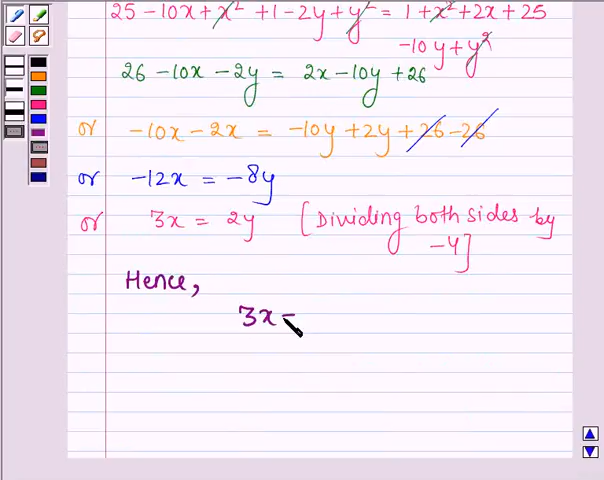 25 - 10x + x² + 1 - 2y + y² = 1 + x² + 2x + 25
- 10y + y²
26 - 10x - 2y = 2x - 10y + 26
or - 10x - 2x = - 10y + 2y + 26 - 26
or - 12x = - 8y
or 3x = 2y [Dividing both sides by
- 4]
Hence,
3x =